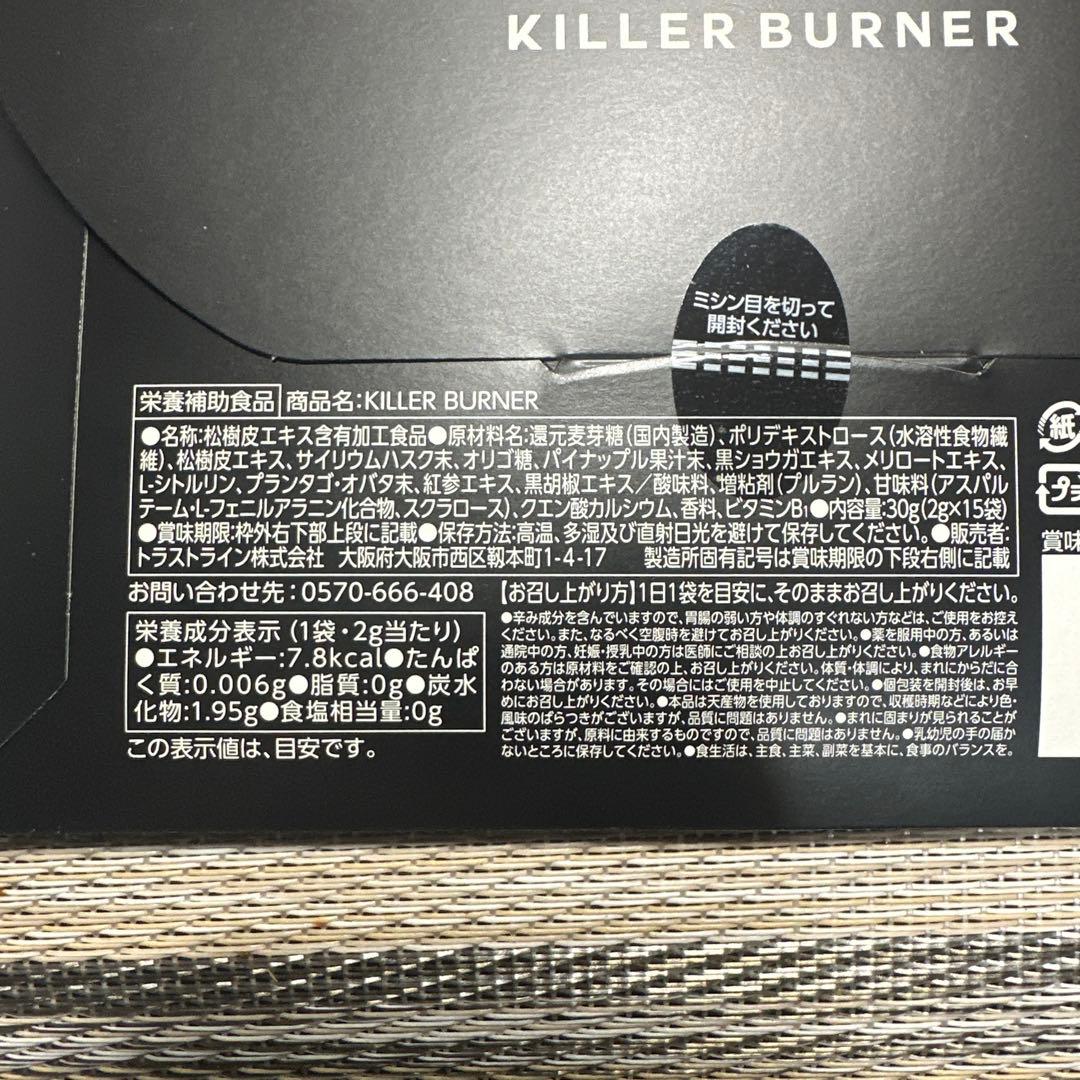 KILLER BURNER
ミシン目を切って
開封ください
栄養補助食品 商品名:KILLER BURNER
●名称:松樹皮エキス含有加工食品●原材料名:還元麦芽糖(国内製造)、ポリデキストロース(水溶性食物繊
維)、松樹皮エキス、サイリウムハスク末、オリゴ糖、パイナップル果汁末、黒ショウガエキス、メリロートエキス、
L-シトルリン、プランタゴ・オバタ末、紅参エキス、黒胡椒エキス/酸味料、増粘剤(プルラン)、甘味料(アスパル
テーム・L-フェニルアラニン化合物、スクラロース)、クエン酸カルシウム、香料、ビタミンB1●内容量:30g(2g×15袋)
●賞味期限:枠外右下部上段に記載●保存方法:高温、多湿及び直射日光を避けて保存してください。●販売者:
トラストライン株式会社 大阪府大阪市西区靱本町1-4-17 製造所固有記号は賞味期限の下段右側に記載
お問い合わせ先:0570-666-408 【お召し上がり方】1日1袋を目安に、そのままお召し上がりください。
栄養成分表示(1袋・2g当たり)
●エネルギー:7.8kcal●たんぱ
く質:0.006g●脂質:0g●炭水
化物:1.95g●食塩相当量:0g
この表示値は、目安です。
●辛み成分を含んでいますので、胃腸の弱い方や体調のすぐれない方などは、ご使用をお控え
ください。また、なるべく空腹時を避けてお召し上がりください。●薬を服用中の方、あるいは
通院中の方、妊娠・授乳中の方は医師にご相談の上お召し上がりください。●食物アレルギー
のある方は原材料をご確認の上、お召し上がりください。体質・体調により、まれにからだに合
わない場合があります。その場合にはご使用を中止してください。●個包装を開封後は、お早
めにお召し上がりください。●本品は天産物を使用しておりますので、収穫時期などにより色・
風味のばらつきがございますが、品質に問題はありません。●まれに固まりが見られることが
ございますが、原料に由来するものですので、品質に問題はありません。●乳幼児の手の届か
ないところに保存してください。●食生活は、主食、主菜、副菜を基本に、食事のバランスを。
紙
プラ
賞味